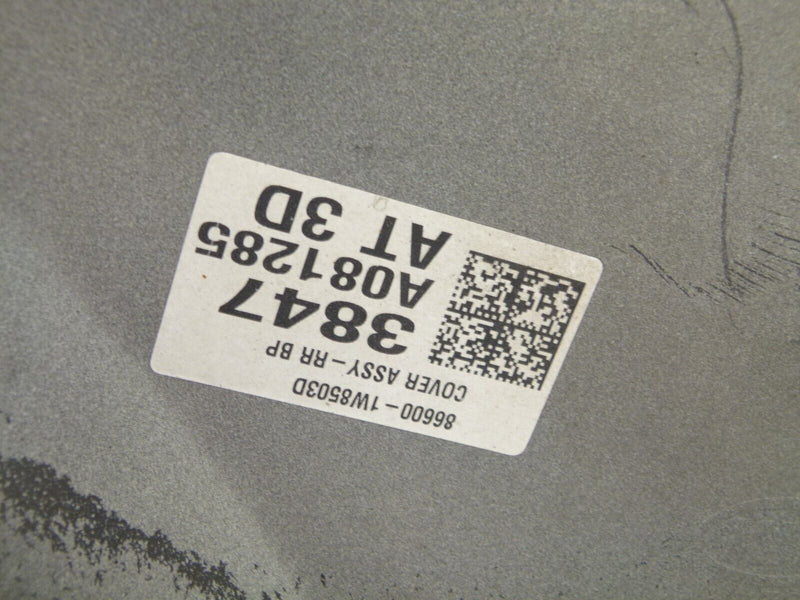 86600-1W8503D
COVER ASSY-RR BP
3847
A081285
AT 3D